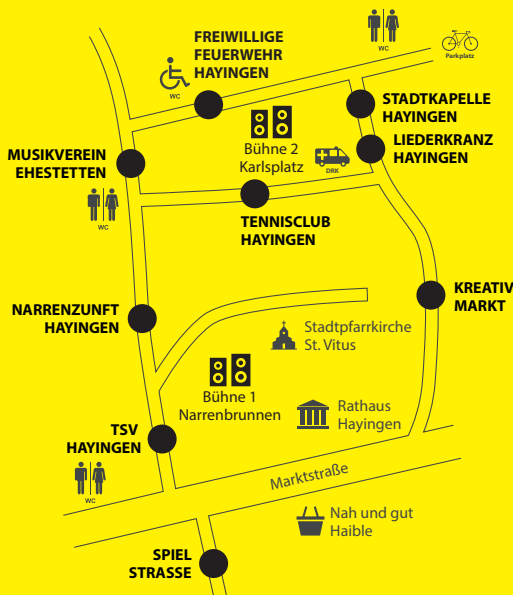 WC
Parkplatz
FREIWILLIGE
FEUERWEHR
HAYINGEN
WC
STADTKAPELLE
HAYINGEN
LIEDERKRANZ
HAYINGEN
Bühne 2
Karlsplatz
DRK
MUSIKVEREIN
EHESTETTEN
WC
TENNISCLUB
HAYINGEN
KREATIV
MARKT
NARRENZUNFT
HAYINGEN
Stadtpfarrkirche
St. Vitus
Bühne 1
Narrenbrunnen
Rathaus
Hayingen
TSV
HAYINGEN
WC
Marktstraße
Nah und gut
Haible
SPIEL
STRASSE